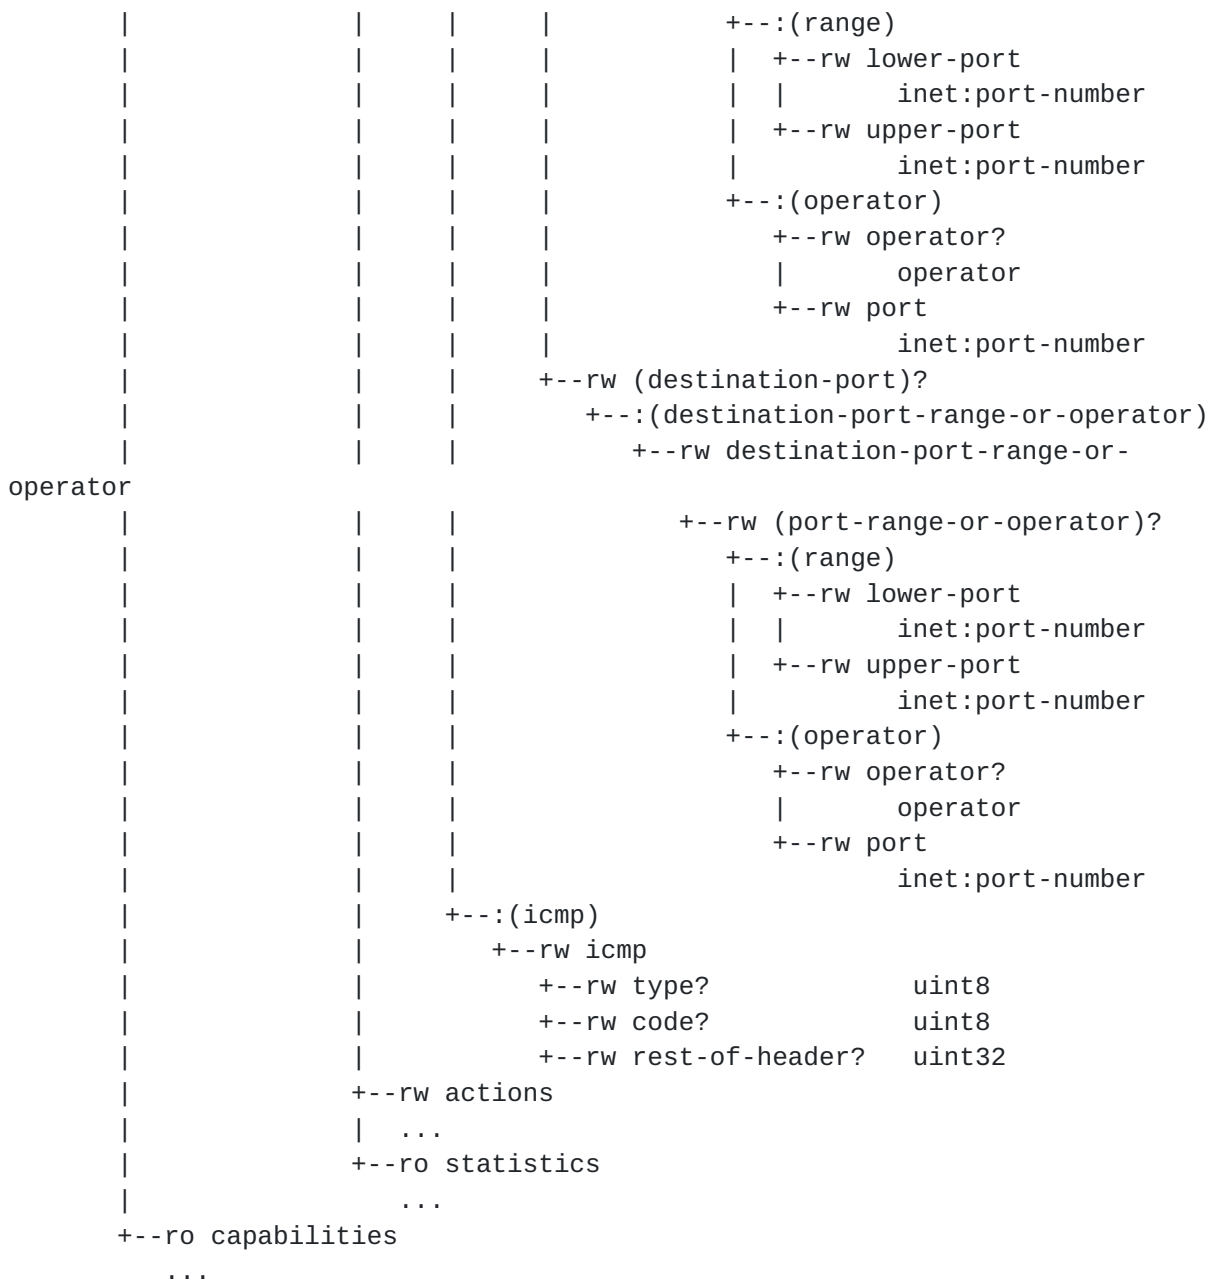 |              |     |     |           +--:(range)
       |              |     |     |           |  +--rw lower-port
       |              |     |     |           |  |       inet:port-number
       |              |     |     |           |  +--rw upper-port
       |              |     |     |           |          inet:port-number
       |              |     |     |           +--:(operator)
       |              |     |     |              +--rw operator?
       |              |     |     |              |       operator
       |              |     |     |              +--rw port
       |              |     |     |                      inet:port-number
       |              |     |     +--rw (destination-port)?
       |              |     |        +--:(destination-port-range-or-operator)
       |              |     |           +--rw destination-port-range-or-
operator
       |              |     |              +--rw (port-range-or-operator)?
       |              |     |                 +--:(range)
       |              |     |                 |  +--rw lower-port
       |              |     |                 |  |       inet:port-number
       |              |     |                 |  +--rw upper-port
       |              |     |                 |          inet:port-number
       |              |     |                 +--:(operator)
       |              |     |                    +--rw operator?
       |              |     |                    |       operator
       |              |     |                    +--rw port
       |              |     |                            inet:port-number
       |              |     +--:(icmp)
       |              |        +--rw icmp
       |              |           +--rw type?             uint8
       |              |           +--rw code?             uint8
       |              |           +--rw rest-of-header?   uint32
       |              +--rw actions
       |              |  ...
       |              +--ro statistics
       |                 ...
       +--ro capabilities
          ...